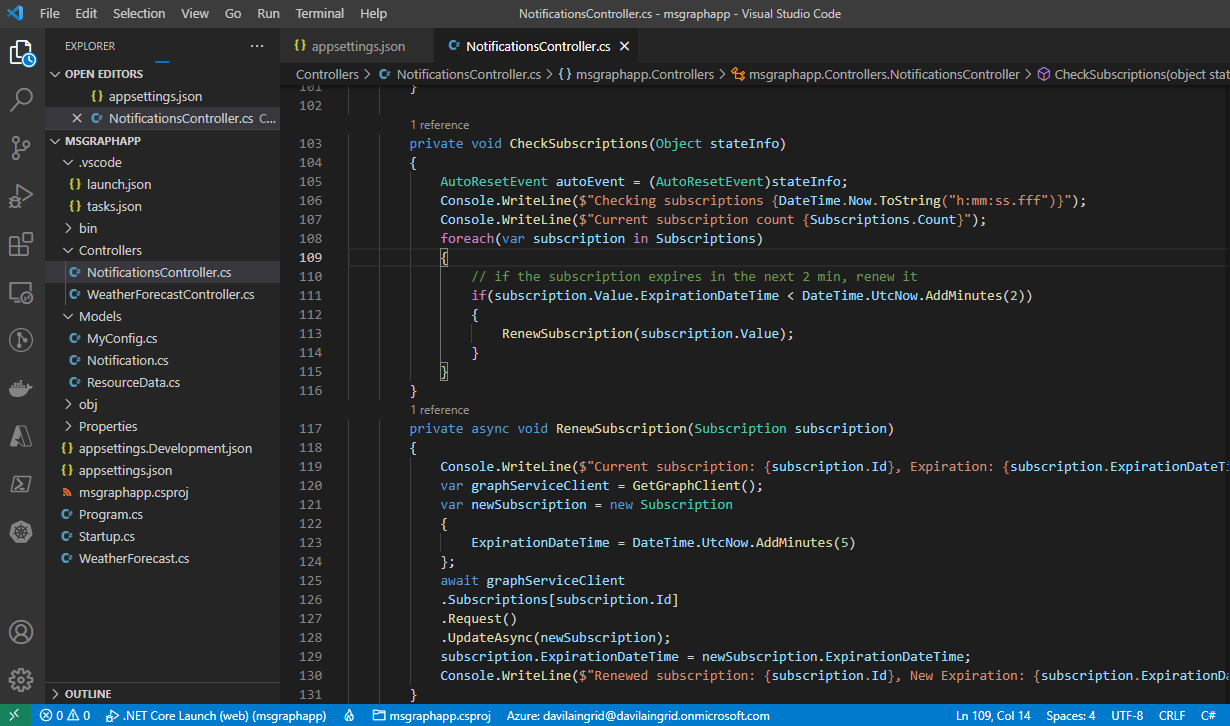 File Edit Selection View Go Run Terminal Help NotificationsController.cs - msgraphapp - Visual Studio Code
EXPLORER ...
OPEN EDITORS
{} appsettings.json
× C# NotificationsController.cs C...
MSGRAPHAPP
.vscode
{} launch.json
{} tasks.json
bin
Controllers
C# NotificationsController.cs
C# WeatherForecastController.cs
Models
C# MyConfig.cs
C# Notification.cs
C# ResourceData.cs
obj
Properties
{} appsettings.Development.json
{} appsettings.json
msgraphapp.csproj
C# Program.cs
C# Startup.cs
C# WeatherForecast.cs
OUTLINE
{} appsettings.json C# NotificationsController.cs ×
Controllers > C# NotificationsController.cs > {} msgraphapp.Controllers > msgraphapp.Controllers.NotificationsController > CheckSubscriptions(object stat
101 }
102
1 reference
103 private void CheckSubscriptions(Object stateInfo)
104 {
105 AutoResetEvent autoEvent = (AutoResetEvent)stateInfo;
106 Console.WriteLine($"Checking subscriptions {DateTime.Now.ToString("h:mm:ss.fff")}");
107 Console.WriteLine($"Current subscription count {Subscriptions.Count}");
108 foreach(var subscription in Subscriptions)
109 {
110 // if the subscription expires in the next 2 min, renew it
111 if(subscription.Value.ExpirationDateTime < DateTime.UtcNow.AddMinutes(2))
112 {
113 RenewSubscription(subscription.Value);
114 }
115 }
116 }
1 reference
117 private async void RenewSubscription(Subscription subscription)
118 {
119 Console.WriteLine($"Current subscription: {subscription.Id}, Expiration: {subscription.ExpirationDateTi
120 var graphServiceClient = GetGraphClient();
121 var newSubscription = new Subscription
122 {
123 ExpirationDateTime = DateTime.UtcNow.AddMinutes(5)
124 };
125 await graphServiceClient
126 .Subscriptions[subscription.Id]
127 .Request()
128 .UpdateAsync(newSubscription);
129 subscription.ExpirationDateTime = newSubscription.ExpirationDateTime;
130 Console.WriteLine($"Renewed subscription: {subscription.Id}, New Expiration: {subscription.ExpirationDa
131 }
0 0 .NET Core Launch (web) (msgraphapp) msgraphapp.csproj Azure: davilaingrid@davilaingrid.onmicrosoft.com Ln 109, Col 14 Spaces: 4 UTF-8 CRLF C#